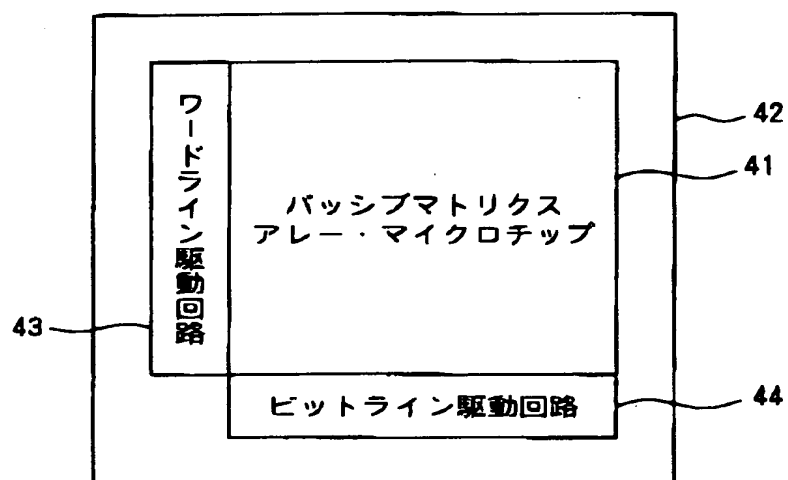 ワードライン駆動回路
パッシブマトリクス
アレー・マイクロチップ
ビットライン駆動回路
42
41
43
44